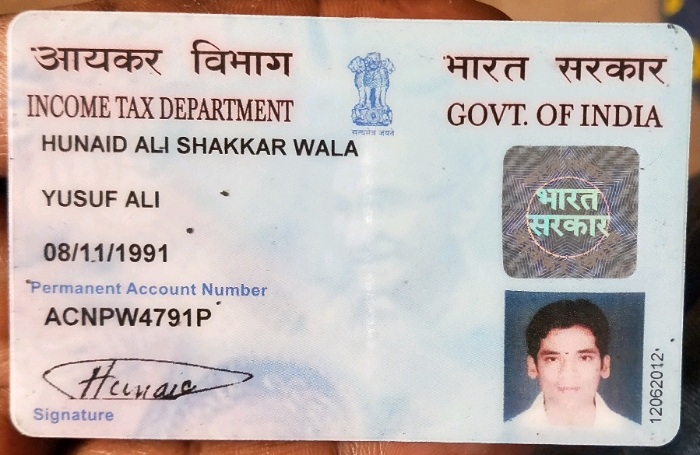 आयकर विभाग
INCOME TAX DEPARTMENT
भारत सरकार
GOVT. OF INDIA
सत्यमेव जयते
HUNAID ALI SHAKKAR WALA
YUSUF ALI
08/11/1991
Permanent Account Number
ACNPW4791P
Hunaid
Signature
भारत
सरकार
12062012